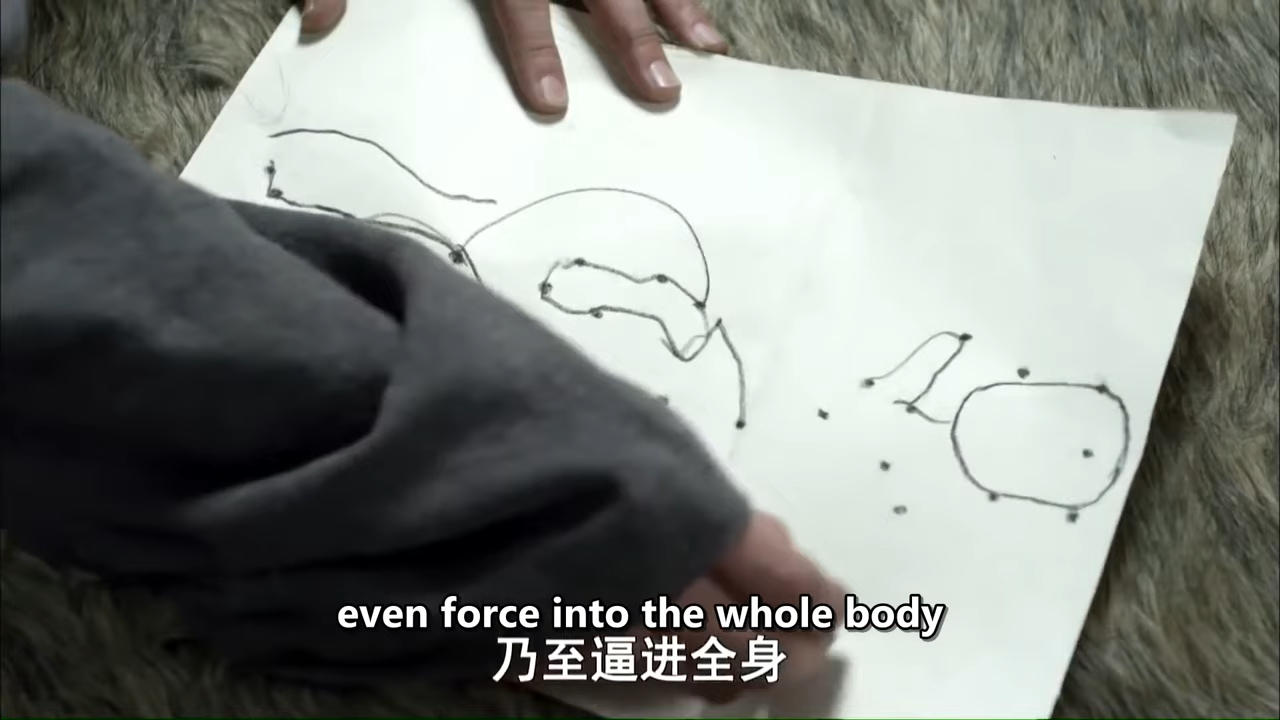 even force into the whole body
乃至逼进全身